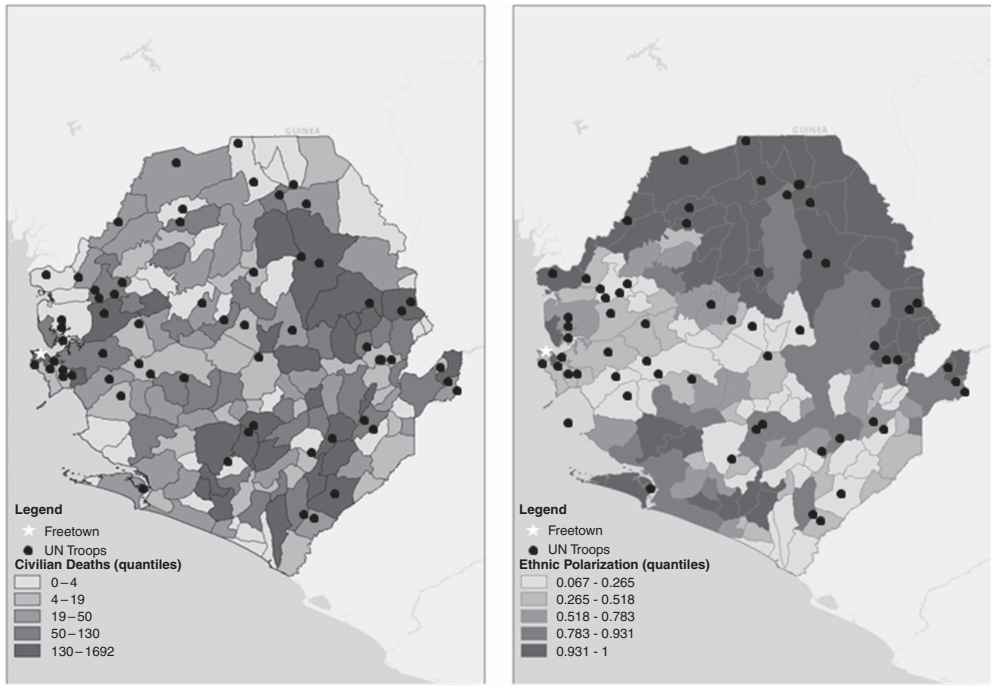 GUINEA
Legend
Freetown
UN Troops
Civilian Deaths (quantiles)
0–4
4–19
19–50
50–130
130–1692
GUINEA
Legend
Freetown
UN Troops
Ethnic Polarization (quantiles)
0.067 - 0.265
0.265 - 0.518
0.518 - 0.783
0.783 - 0.931
0.931 - 1